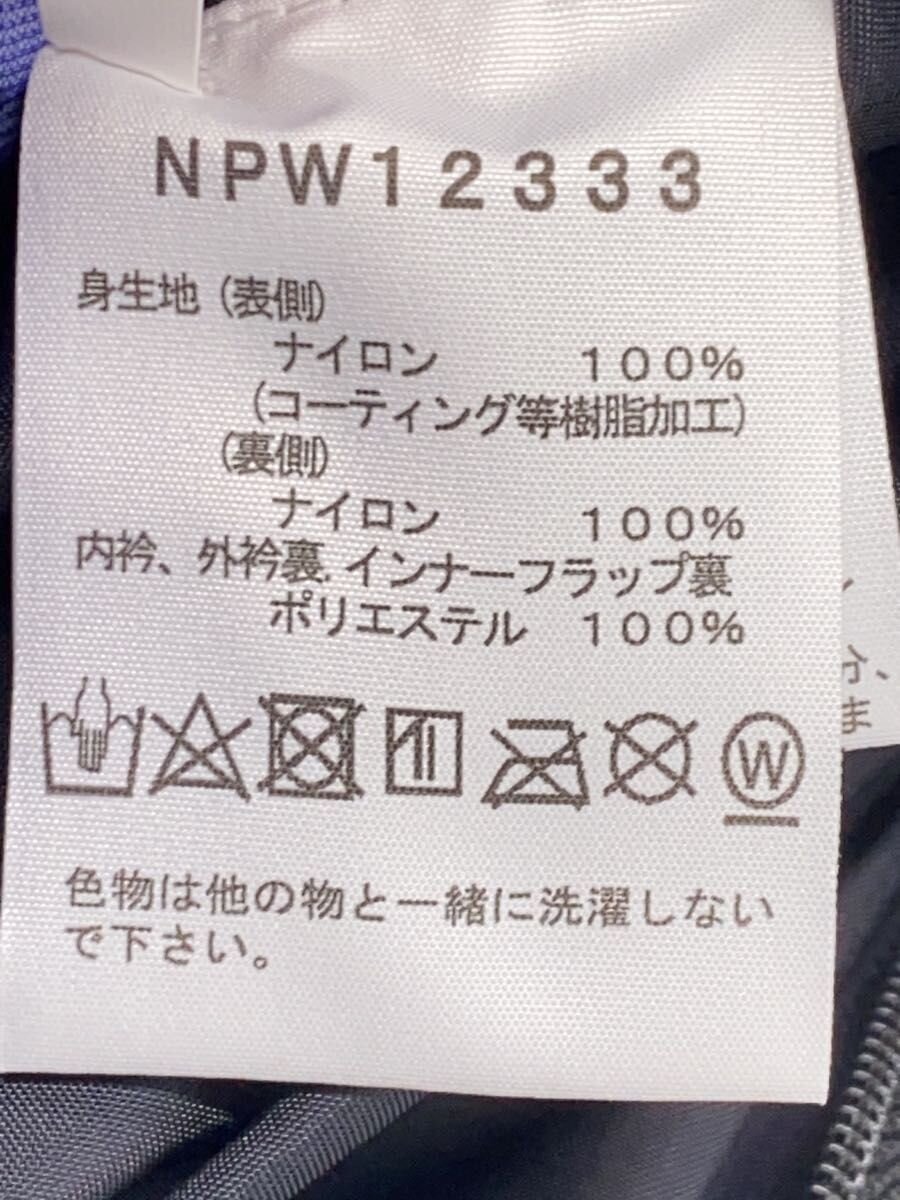 NPW12333
身生地（表側）
ナイロン 100%
（コーティング等樹脂加工）
（裏側）
ナイロン 100%
内衿、外衿裏.インナーフラップ裏
ポリエステル 100%
W
色物は他の物と一緒に洗濯しない
で下さい。
分、
ま